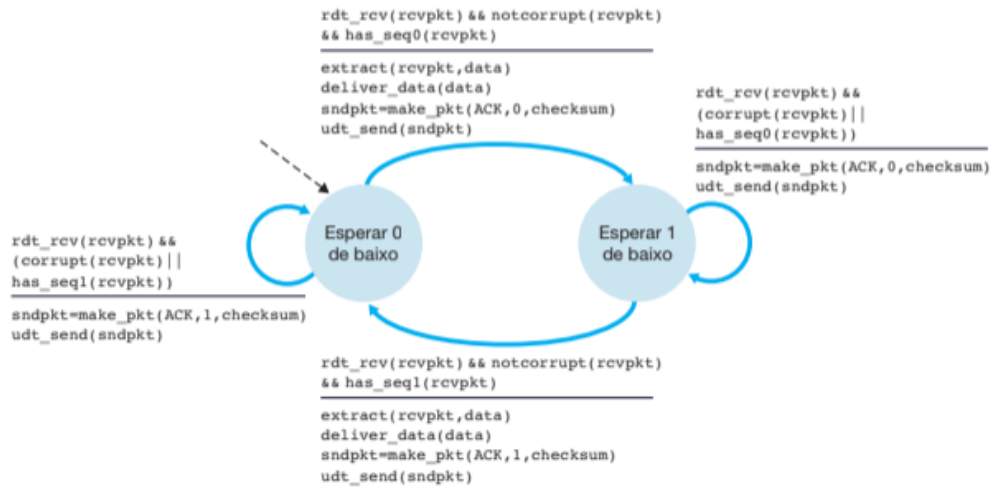 rdt_rcv(rcvpkt) && notcorrupt(rcvpkt)
&& has_seq0(rcvpkt)
extract(rcvpkt,data)
deliver_data(data)
sndpkt=make_pkt(ACK,0,checksum)
udt_send(sndpkt)
rdt_rcv(rcvpkt) &&
(corrupt(rcvpkt)||
has_seq0(rcvpkt))
sndpkt=make_pkt(ACK,0,checksum)
udt_send(sndpkt)
Esperar 0
de baixo
Esperar 1
de baixo
rdt_rcv(rcvpkt) &&
(corrupt(rcvpkt)||
has_seq1(rcvpkt))
sndpkt=make_pkt(ACK,1,checksum)
udt_send(sndpkt)
rdt_rcv(rcvpkt) && notcorrupt(rcvpkt)
&& has_seq1(rcvpkt)
extract(rcvpkt,data)
deliver_data(data)
sndpkt=make_pkt(ACK,1,checksum)
udt_send(sndpkt)